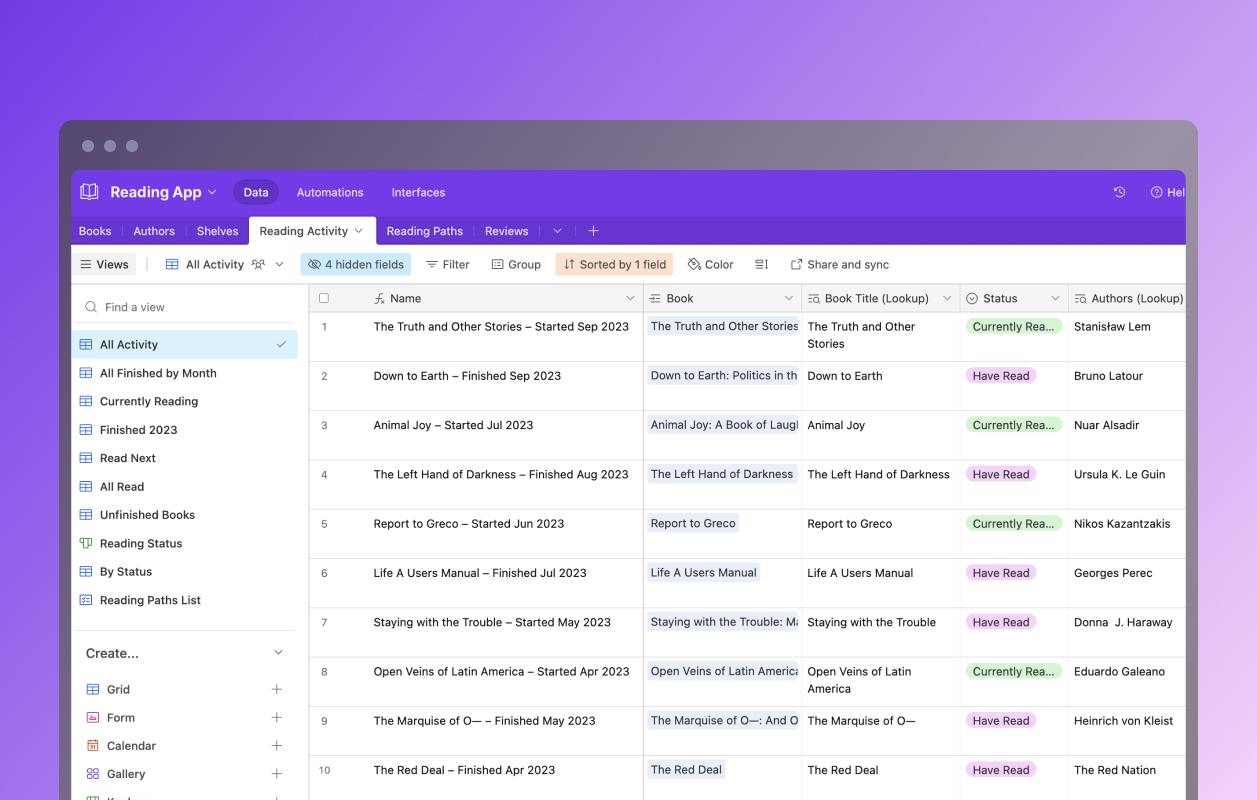 Reading App Data Automations Interfaces Hel
Books Authors Shelves Reading Activity Reading Paths Reviews
Views All Activity 4 hidden fields Filter Group Sorted by 1 field Color Share and sync
Find a view
All Activity
All Finished by Month
Currently Reading
Finished 2023
Read Next
All Read
Unfinished Books
Reading Status
By Status
Reading Paths List
Create...
Grid
Form
31 Calendar
Gallery
Name Book Book Title (Lookup) Status Authors (Lookup)
1 The Truth and Other Stories – Started Sep 2023 The Truth and Other Stories The Truth and Other Currently Rea... Stanisław Lem
Stories
2 Down to Earth – Finished Sep 2023 Down to Earth: Politics in th Down to Earth Have Read Bruno Latour
3 Animal Joy – Started Jul 2023 Animal Joy: A Book of Laugh Animal Joy Currently Rea... Nuar Alsadir
4 The Left Hand of Darkness – Finished Aug 2023 The Left Hand of Darkness The Left Hand of Darkness Have Read Ursula K. Le Guin
5 Report to Greco – Started Jun 2023 Report to Greco Report to Greco Currently Rea... Nikos Kazantzakis
6 Life A Users Manual – Finished Jul 2023 Life A Users Manual Life A Users Manual Have Read Georges Perec
7 Staying with the Trouble – Started May 2023 Staying with the Trouble: Ma Staying with the Trouble Have Read Donna J. Haraway
8 Open Veins of Latin America – Started Apr 2023 Open Veins of Latin America Open Veins of Latin Currently Rea... Eduardo Galeano
America
9 The Marquise of O— – Finished May 2023 The Marquise of O—: And O The Marquise of O— Have Read Heinrich von Kleist
10 The Red Deal – Finished Apr 2023 The Red Deal The Red Deal Have Read The Red Nation